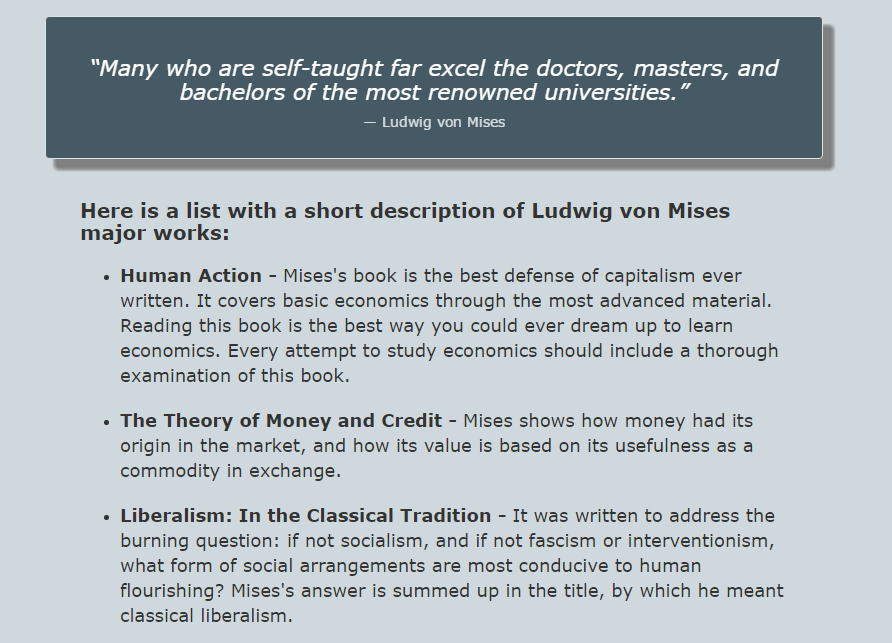 “Many who are self-taught far excel the doctors, masters, and
bachelors of the most renowned universities.”
— Ludwig von Mises
Here is a list with a short description of Ludwig von Mises
major works:
• Human Action - Mises's book is the best defense of capitalism ever
written. It covers basic economics through the most advanced material.
Reading this book is the best way you could ever dream up to learn
economics. Every attempt to study economics should include a thorough
examination of this book.
• The Theory of Money and Credit - Mises shows how money had its
origin in the market, and how its value is based on its usefulness as a
commodity in exchange.
• Liberalism: In the Classical Tradition - It was written to address the
burning question: if not socialism, and if not fascism or interventionism,
what form of social arrangements are most conducive to human
flourishing? Mises's answer is summed up in the title, by which he meant
classical liberalism.